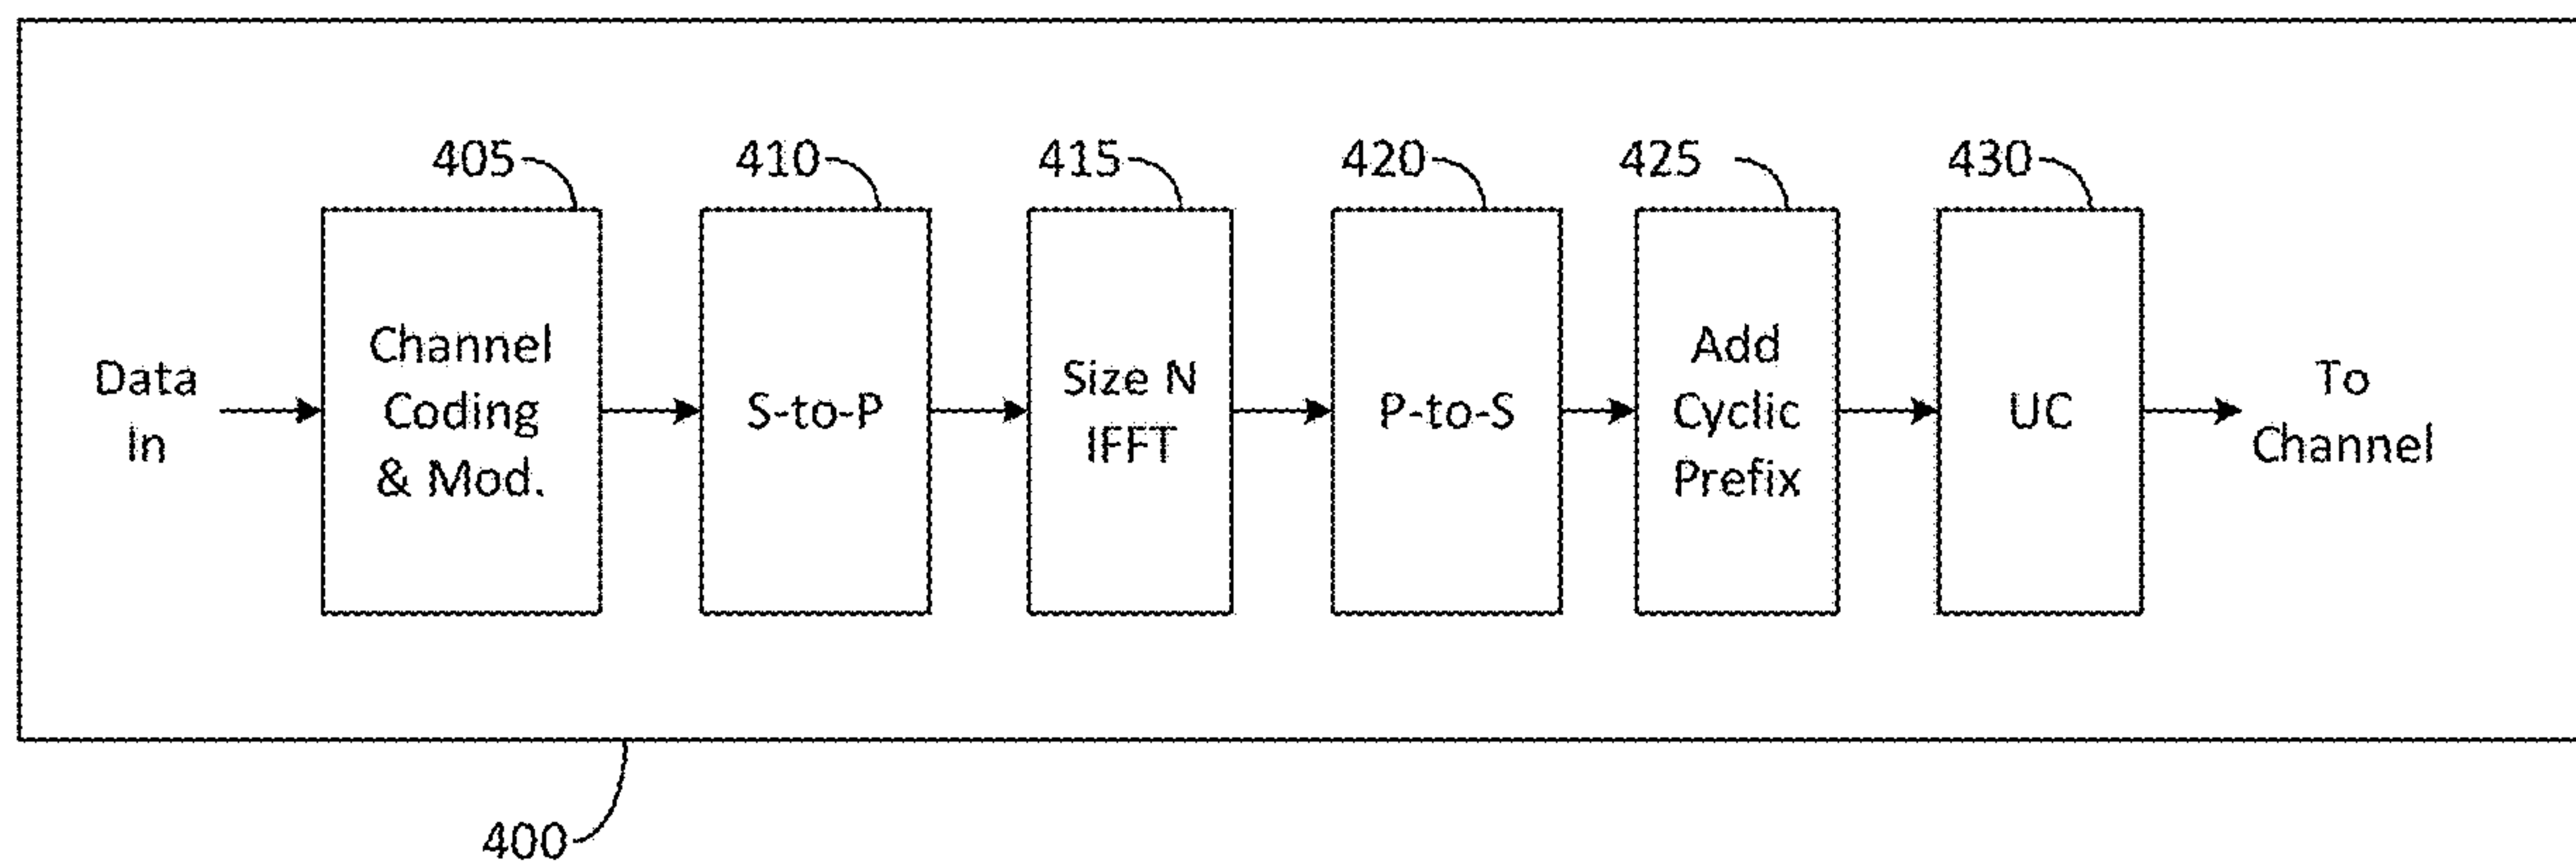 405
410
415
420
425
430
Data
In
Channel
Coding
& Mod.
S-to-P
Size N
IFFT
P-to-S
Add
Cyclic
Prefix
UC
To
Channel
400